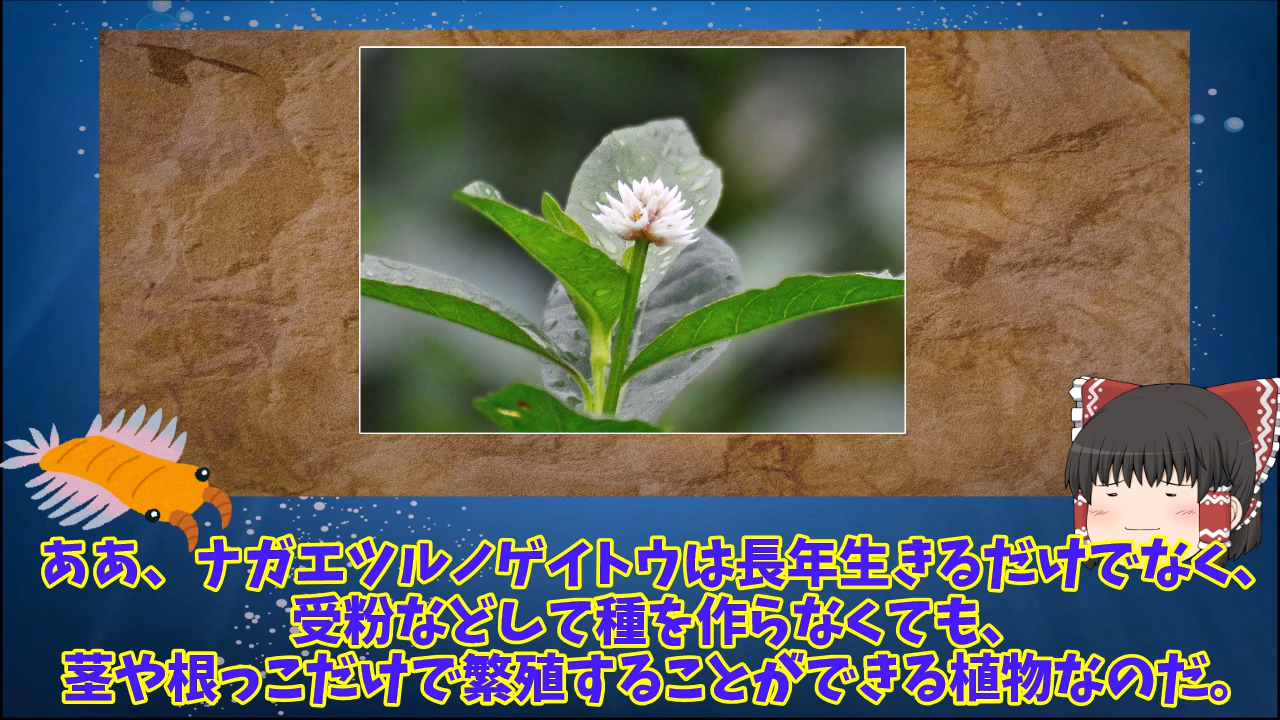 ああ、ナガエツルノゲイトウは長年生きるだけでなく、
受粉などして種を作らなくても、
茎や根っこだけで繁殖することができる植物なのだ。